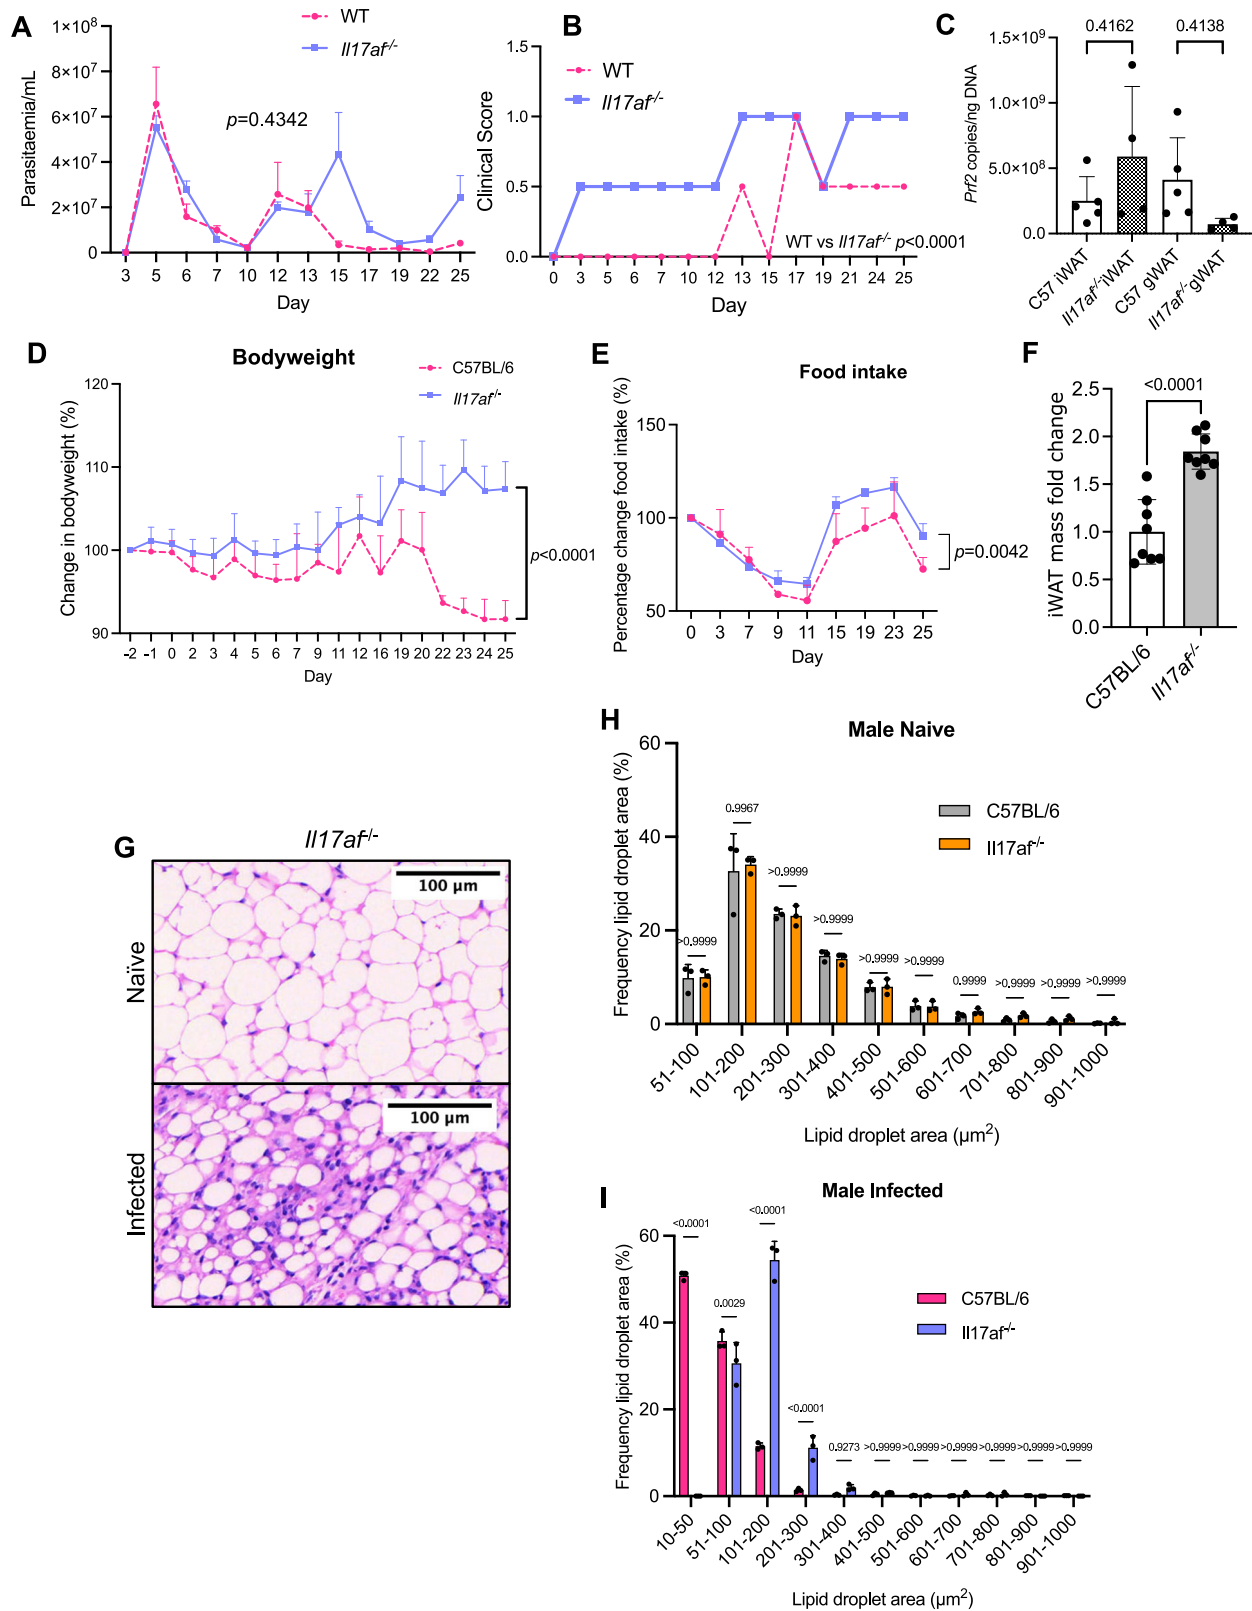 A
WT
Il17af-/-
1×10⁸
8×10⁷
6×10⁷
4×10⁷
2×10⁷
0
Parasitaemia/mL
p=0.4342
3 5 6 7 10 12 13 15 17 19 22 25
Day
B
WT
Il17af-/-
1.5
1.0
0.5
0.0
Clinical Score
WT vs Il17af-/- p<0.0001
0 3 5 6 7 10 12 13 15 17 19 21 24 25
Day
C
0.4162 0.4138
1.5×10⁹
1.0×10⁹
5.0×10⁸
0.0
Prf2 copies/ng DNA
C57 iWAT
Il17af-/-iWAT
C57 gWAT
Il17af-/-gWAT
D
Bodyweight
C57BL/6
Il17af-/-
120
110
100
90
Change in bodyweight (%)
p<0.0001
-2 -1 0 2 3 4 5 6 7 9 11 12 16 19 20 22 23 24 25
Day
E
Food intake
150
100
50
Percentage change food intake (%)
p=0.0042
0 3 7 9 11 15 19 23 25
Day
F
<0.0001
2.5
2.0
1.5
1.0
0.5
0.0
iWAT mass fold change
C57BL/6
Il17af-/-
G
Il17af-/-
Naïve
100 µm
Infected
100 µm
H
Male Naive
C57BL/6
Il17af-/-
60
40
20
0
Frequency lipid droplet area (%)
>0.9999
0.9967
>0.9999
>0.9999
>0.9999
>0.9999
0.9999
>0.9999
>0.9999
>0.9999
51-100
101-200
201-300
301-400
401-500
501-600
601-700
701-800
801-900
901-1000
Lipid droplet area (µm²)
I
Male Infected
C57BL/6
Il17af-/-
60
40
20
0
Frequency lipid droplet area (%)
<0.0001
0.0029
<0.0001
<0.0001
0.9273
>0.9999
>0.9999
>0.9999
>0.9999
>0.9999
>0.9999
10-50
51-100
101-200
201-300
301-400
401-500
501-600
601-700
701-800
801-900
901-1000
Lipid droplet area (µm²)